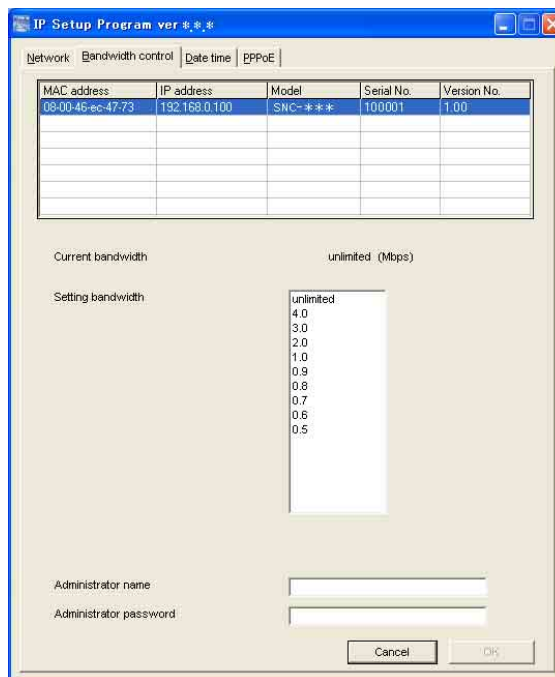 IP Setup Program ver *.*.*
Network Bandwidth control Date time PPPoE
MAC address IP address Model Serial No. Version No.
08-00-46-ec-47-73 192.168.0.100 SNC-*** 100001 1.00
Current bandwidth unlimited (Mbps)
Setting bandwidth
unlimited
4.0
3.0
2.0
1.0
0.9
0.8
0.7
0.6
0.5
Administrator name
Administrator password
Cancel OK